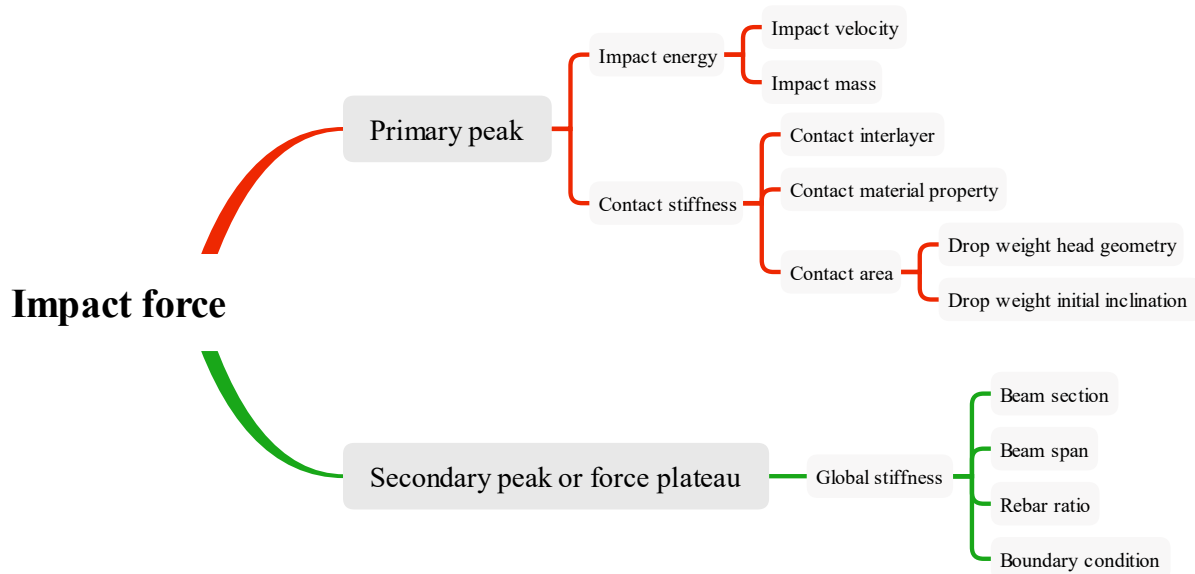 Impact force
Primary peak
Impact energy
Impact velocity
Impact mass
Contact stiffness
Contact interlayer
Contact material property
Contact area
Drop weight head geometry
Drop weight initial inclination
Secondary peak or force plateau
Global stiffness
Beam section
Beam span
Rebar ratio
Boundary condition